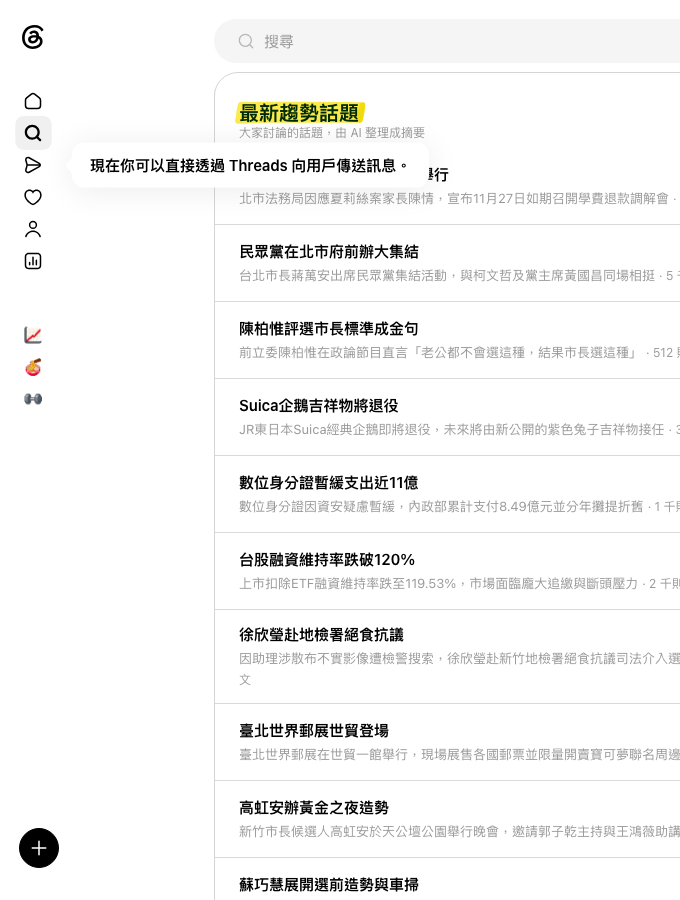 搜尋
最新趨勢話題
大家討論的話題，由 AI 整理成摘要
現在你可以直接透過 Threads 向用戶傳送訊息。
舉行
北市法務局因應夏莉絲案家長陳情，宣布11月27日如期召開學費退款調解會 ·
民眾黨在北市府前辦大集結
台北市長蔣萬安出席民眾黨集結活動，與柯文哲及黨主席黃國昌同場相挺 · 5
陳柏惟評選市長標準成金句
前立委陳柏惟在政論節目直言「老公都不會選這種，結果市長選這種」 · 512
Suica企鵝吉祥物將退役
JR東日本Suica經典企鵝即將退役，未來將由新公開的紫色兔子吉祥物接任 ·
數位身分證暫緩支出近11億
數位身分證因資安疑慮暫緩，內政部累計支付8.49億元並分年攤提折舊 · 1 千則
台股融資維持率跌破120%
上市扣除ETF融資維持率跌至119.53%，市場面臨龐大追繳與斷頭壓力 · 2 千則
徐欣瑩赴地檢署絕食抗議
因助理涉散布不實影像遭檢警搜索，徐欣瑩赴新竹地檢署絕食抗議司法介入選
文
臺北世界郵展世貿登場
臺北世界郵展在世貿一館舉行，現場展售各國郵票並限量開賣寶可夢聯名周邊
高虹安辦黃金之夜造勢
新竹市長候選人高虹安於天公壇公園舉行晚會，邀請郭子乾主持與王鴻薇助講
蘇巧慧展開選前造勢與車掃